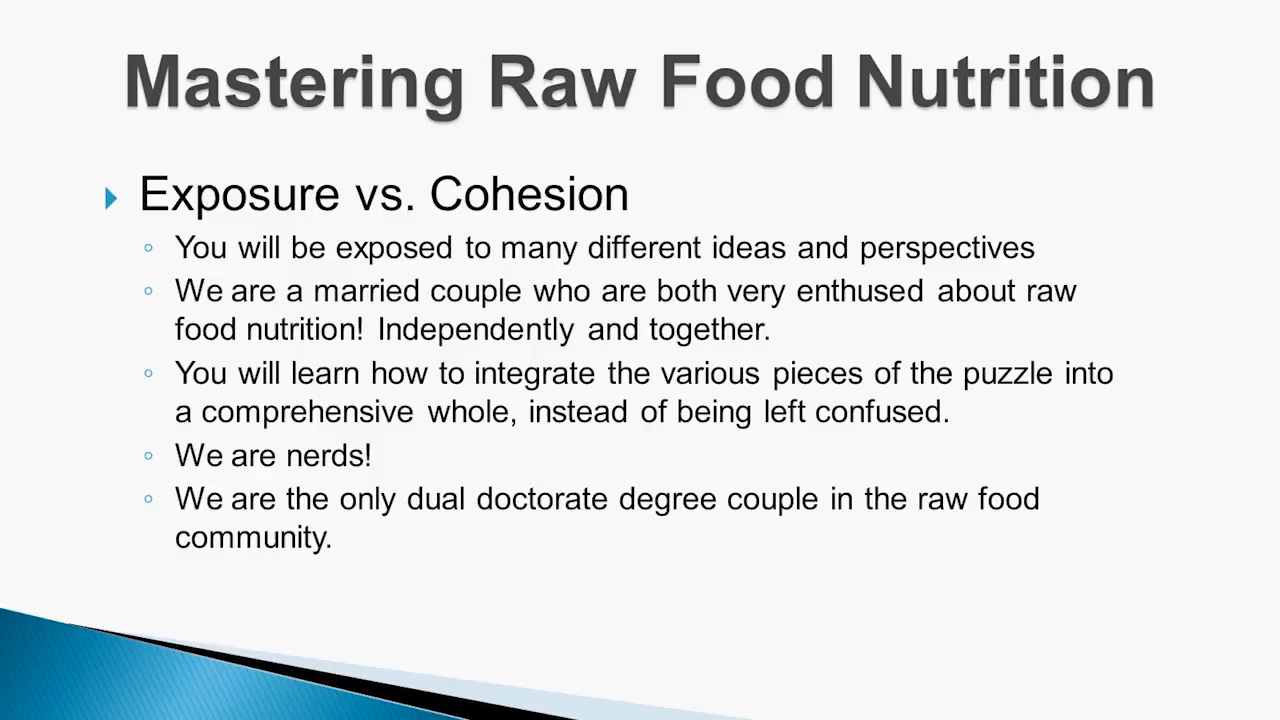 Mastering Raw Food Nutrition
Exposure vs. Cohesion
You will be exposed to many different ideas and perspectives
We are a married couple who are both very enthused about raw
food nutrition! Independently and together.
You will learn how to integrate the various pieces of the puzzle into
a comprehensive whole, instead of being left confused.
We are nerds!
We are the only dual doctorate degree couple in the raw food
community.